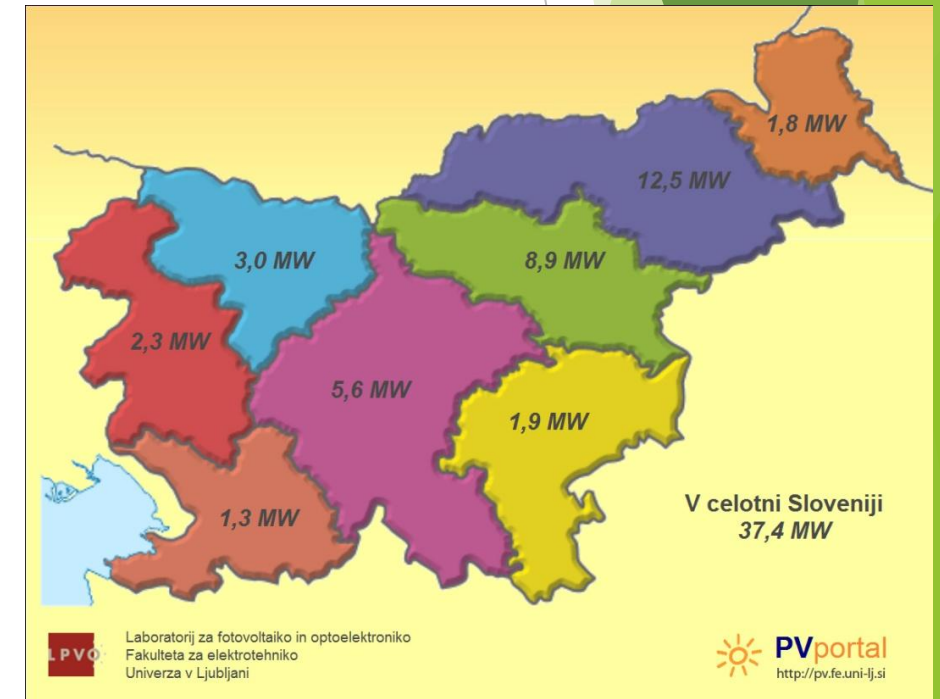 1,8 MW
12,5 MW
3,0 MW
8,9 MW
2,3 MW
5,6 MW
1,9 MW
1,3 MW
V celotni Sloveniji
37,4 MW
LPVO
Laboratorij za fotovoltaiko in optoelektroniko
Fakulteta za elektrotehniko
Univerza v Ljubljani
PVportal
http://pv.fe.uni-lj.si